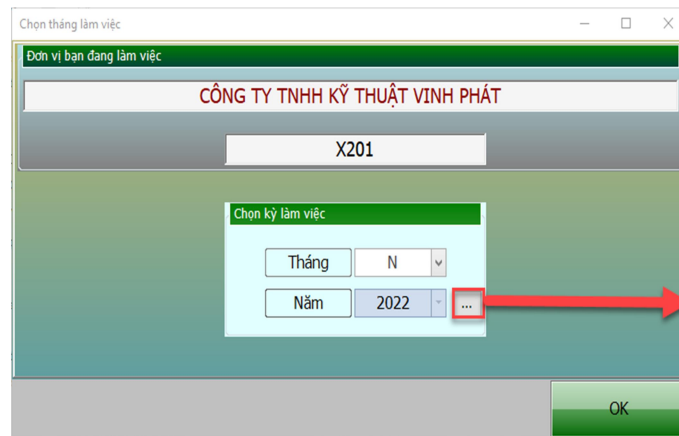 Chọn tháng làm việc
Đơn vị bạn đang làm việc
CÔNG TY TNHH KỸ THUẬT VINH PHÁT
X201
Chọn kỳ làm việc
Tháng N
Năm 2022 ...
OK